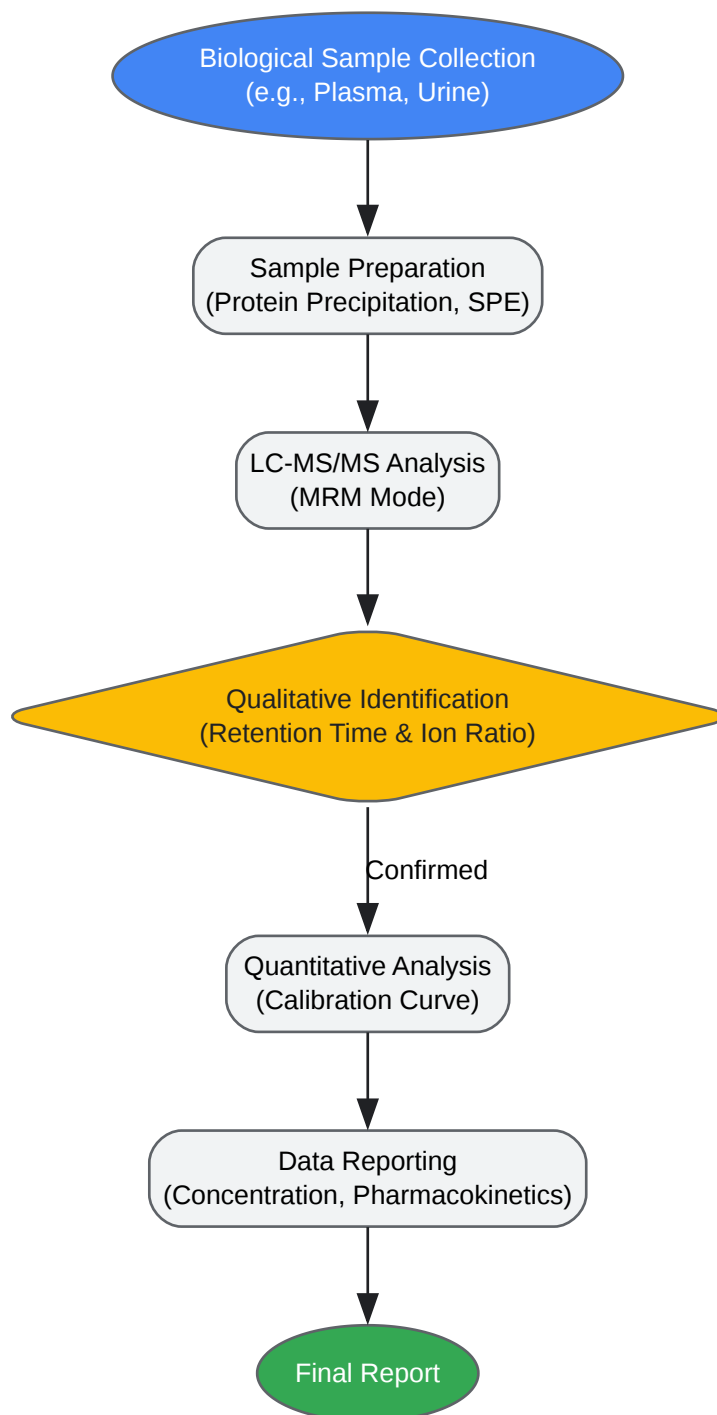 Biological Sample Collection
(e.g., Plasma, Urine)
Sample Preparation
(Protein Precipitation, SPE)
LC-MS/MS Analysis
(MRM Mode)
Qualitative Identification
(Retention Time & Ion Ratio)
Confirmed
Quantitative Analysis
(Calibration Curve)
Data Reporting
(Concentration, Pharmacokinetics)
Final Report